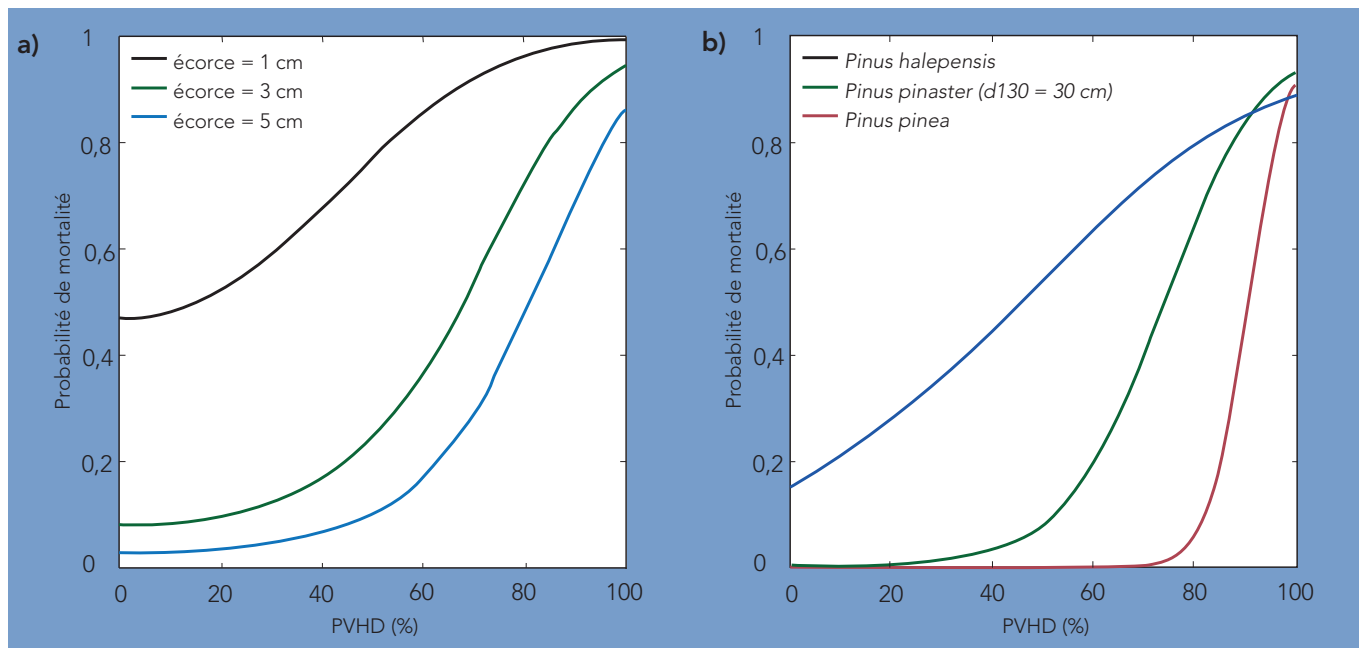 a)
1
0,8
0,6
0,4
0,2
0
Probabilité de mortalité
écorce = 1 cm
écorce = 3 cm
écorce = 5 cm
0 20 40 60 80 100
PVHD (%)
b)
1
0,8
0,6
0,4
0,2
0
Probabilité de mortalité
Pinus halepensis
Pinus pinaster (d130 = 30 cm)
Pinus pinea
0 20 40 60 80 100
PVHD (%)